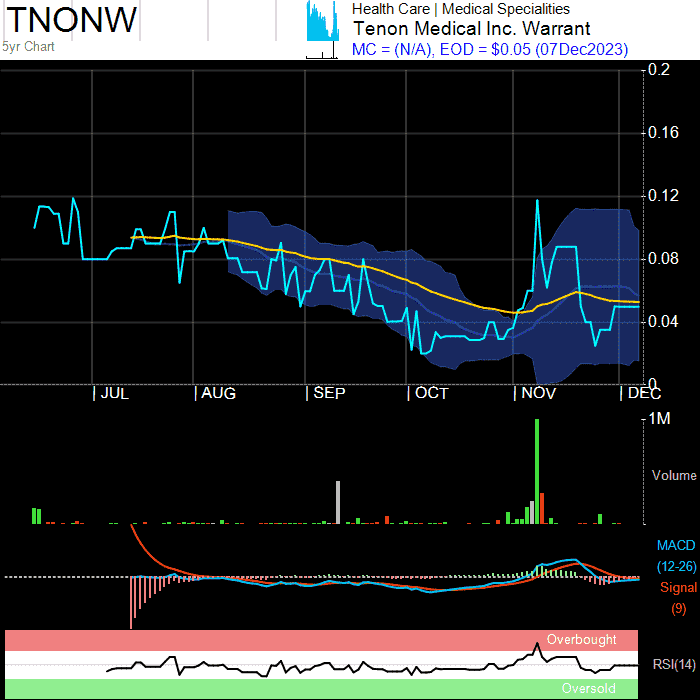 TNONW
5yr Chart
Health Care | Medical Specialities
Tenon Medical Inc. Warrant
MC = (N/A), EOD = $0.05 (07Dec2023)
0.2
0.16
0.12
0.08
0.04
0
JUL AUG SEP OCT NOV DEC
1M
Volume
MACD
(12-26)
Signal
(9)
Overbought
RSI(14)
Oversold